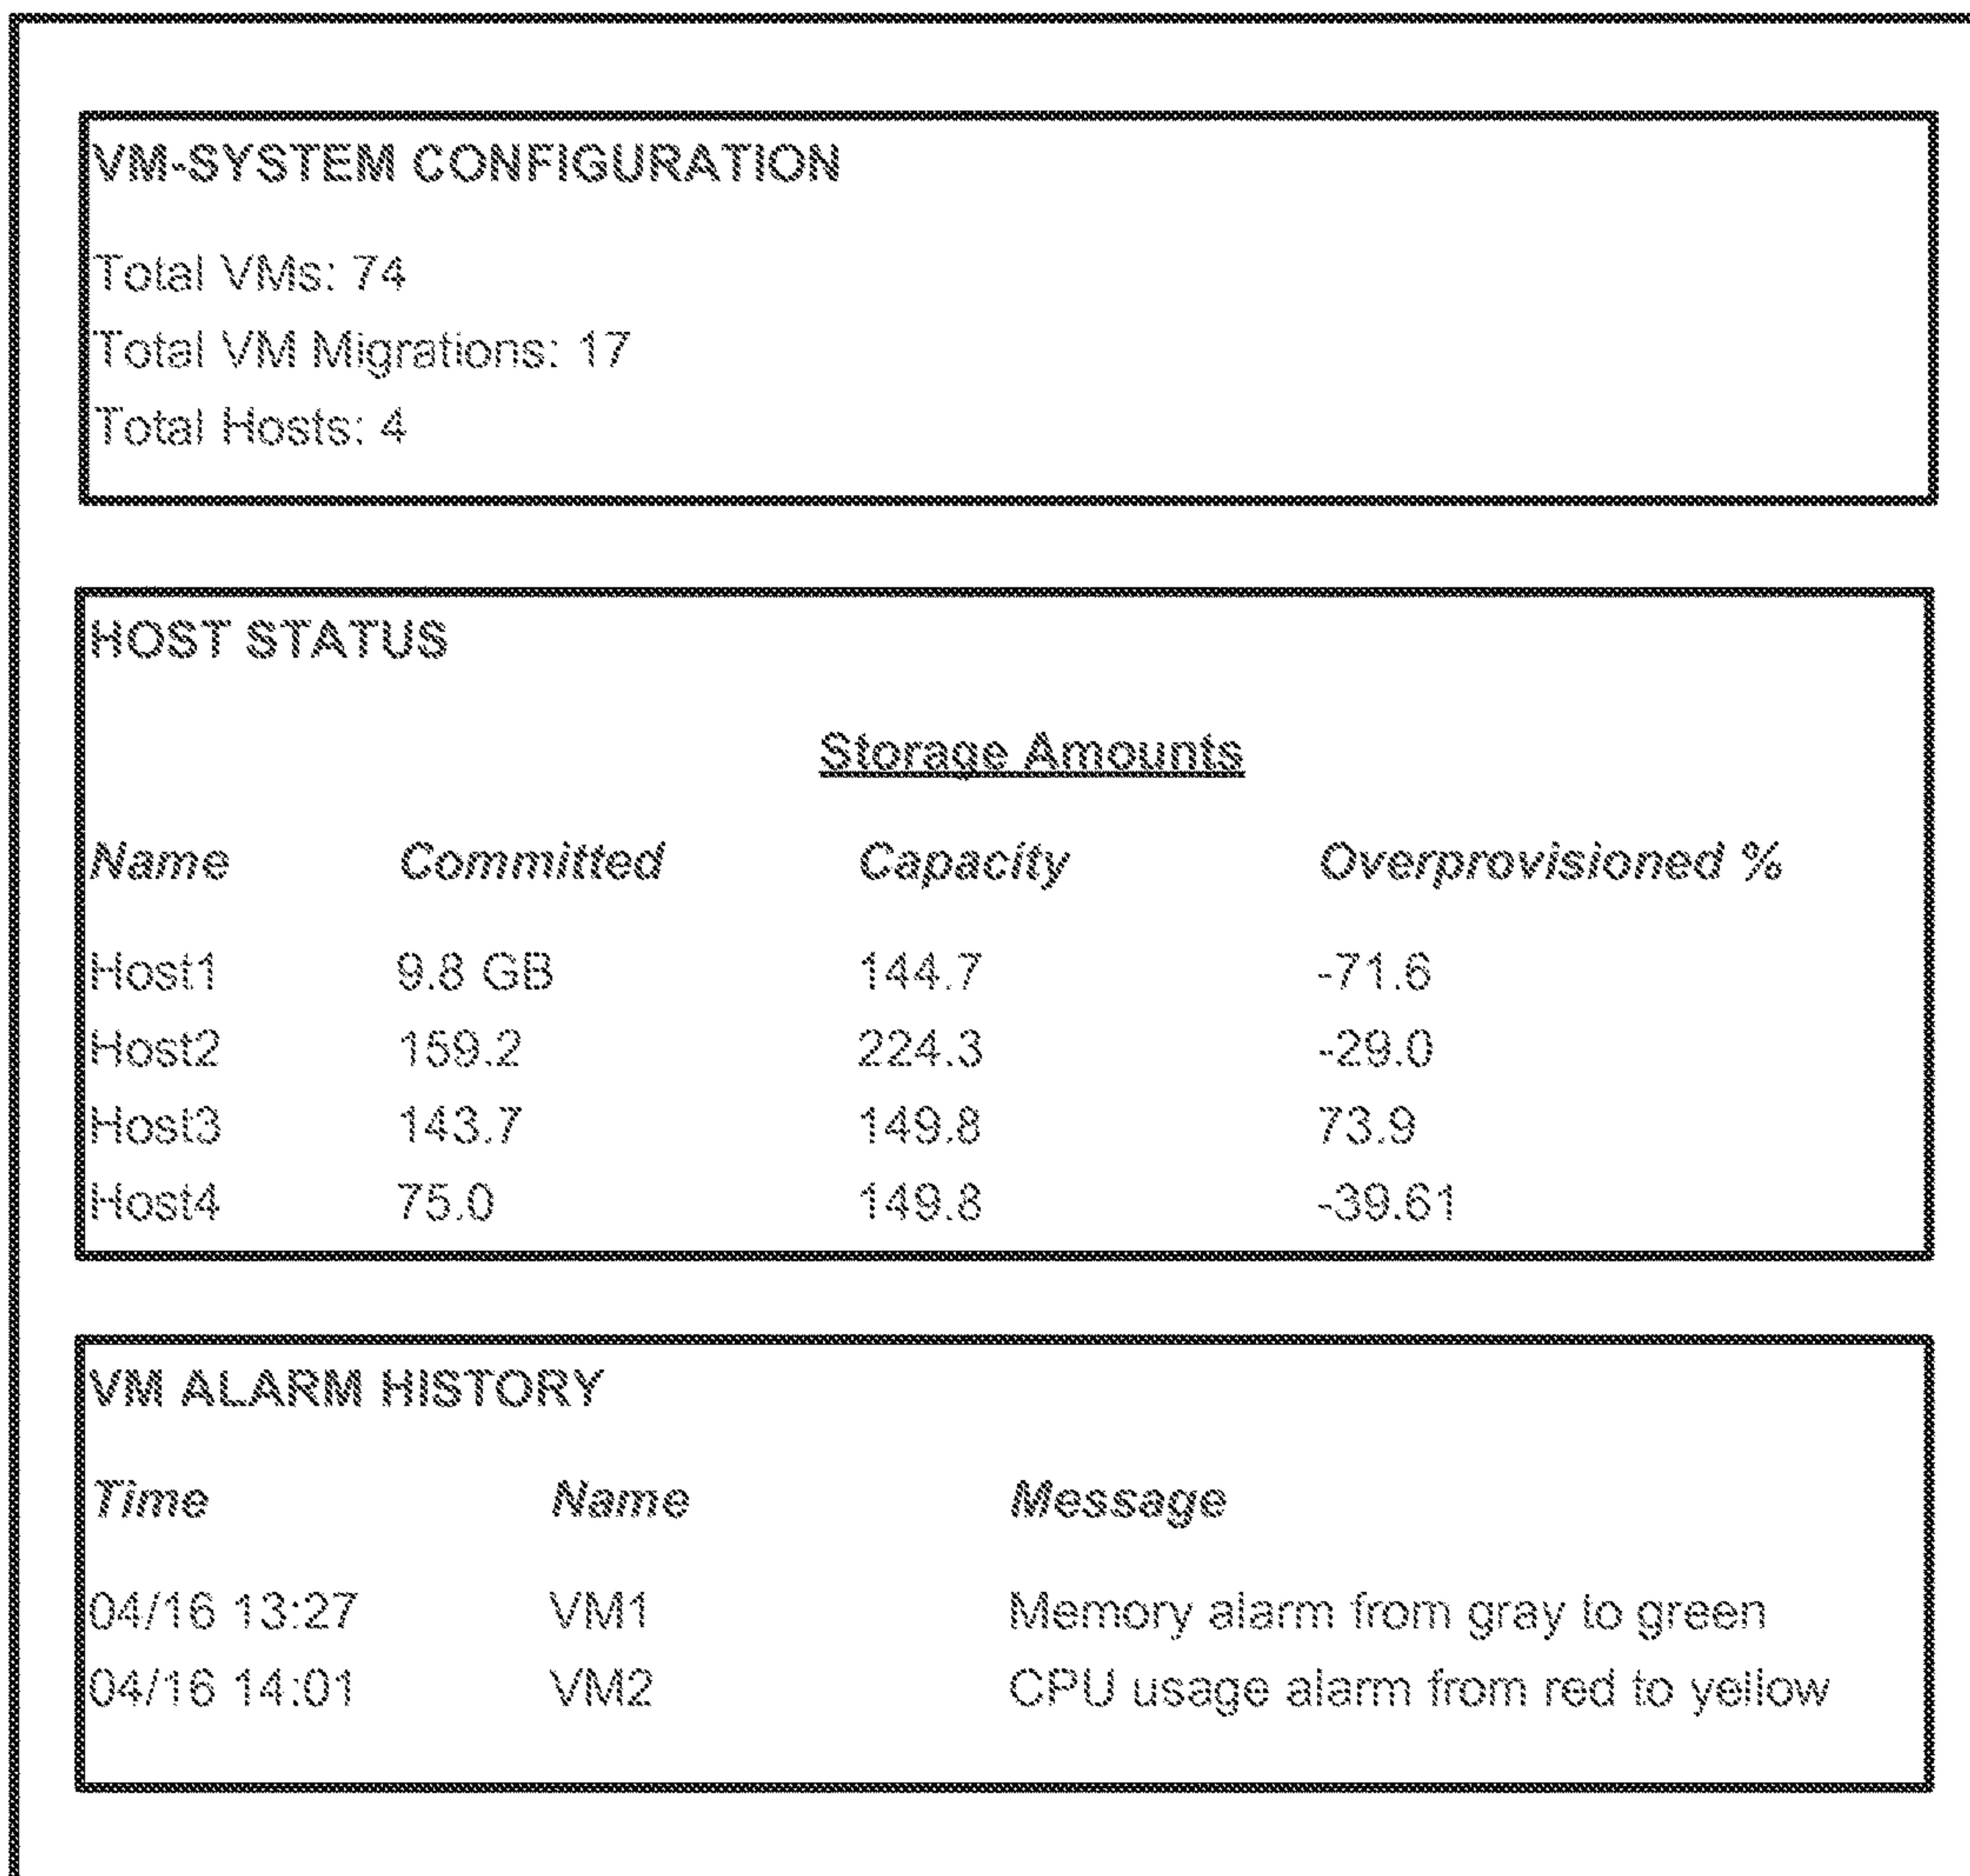 VM-SYSTEM CONFIGURATION
Total VMs: 74
Total VM Migrations: 17
Total Hosts: 4
HOST STATUS
Storage Amounts
Name Committed Capacity Overprovisioned %
Host1 9.8 GB 144.7 -71.6
Host2 159.2 224.3 -29.0
Host3 143.7 149.8 73.9
Host4 75.0 149.8 -39.61
VM ALARM HISTORY
Time Name Message
04/16 13:27 VM1 Memory alarm from gray to green
04/16 14:01 VM2 CPU usage alarm from red to yellow